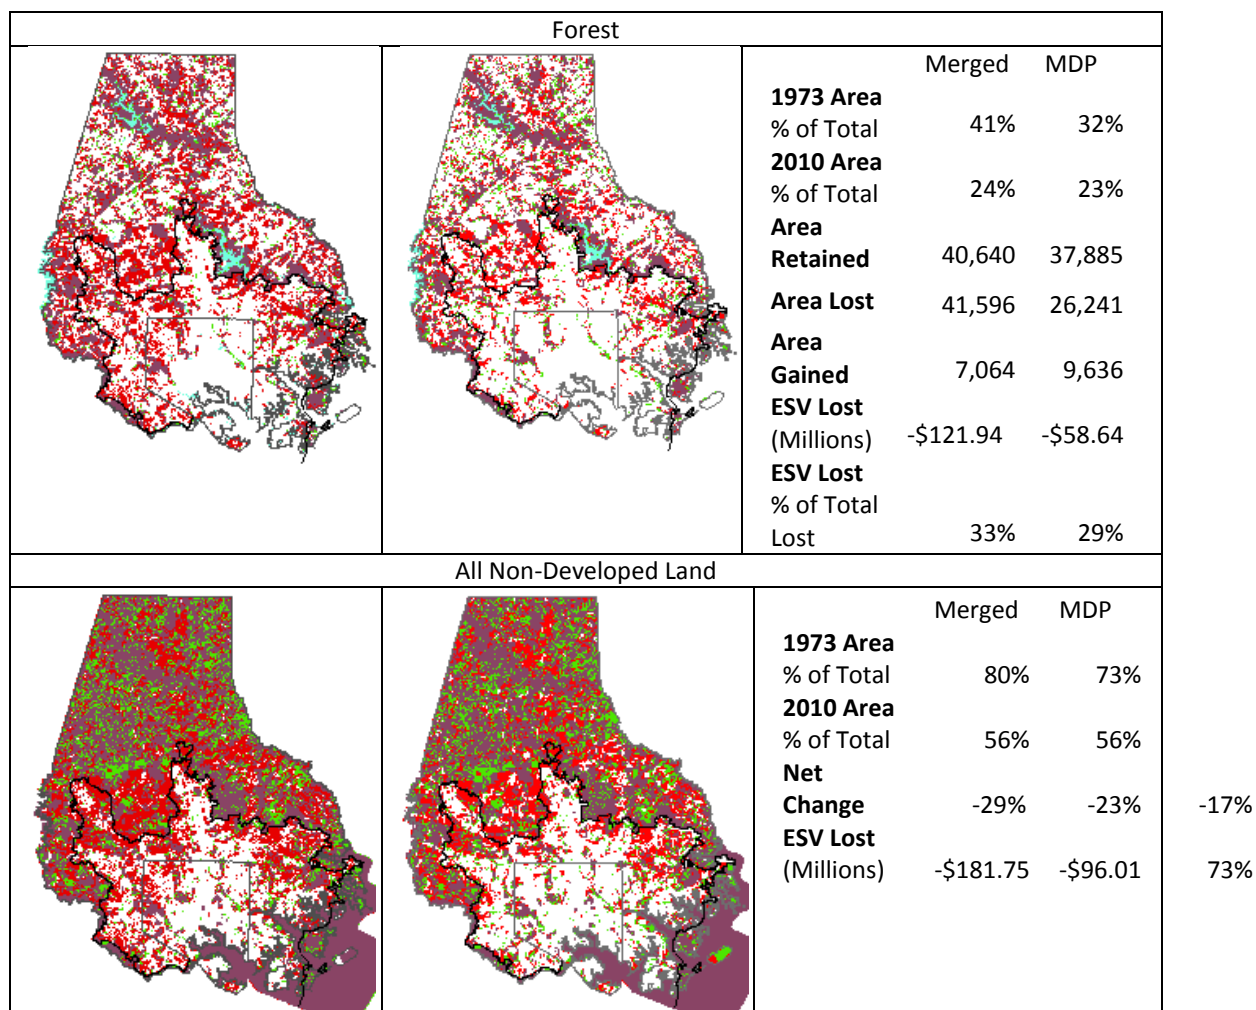 Forest
Merged MDP
1973 Area
% of Total 41% 32%
2010 Area
% of Total 24% 23%
Area
Retained 40,640 37,885
Area Lost 41,596 26,241
Area
Gained 7,064 9,636
ESV Lost
(Millions) -$121.94 -$58.64
ESV Lost
% of Total
Lost 33% 29%
All Non-Developed Land
Merged MDP
1973 Area
% of Total 80% 73%
2010 Area
% of Total 56% 56%
Net
Change -29% -23% -17%
ESV Lost
(Millions) -$181.75 -$96.01 73%